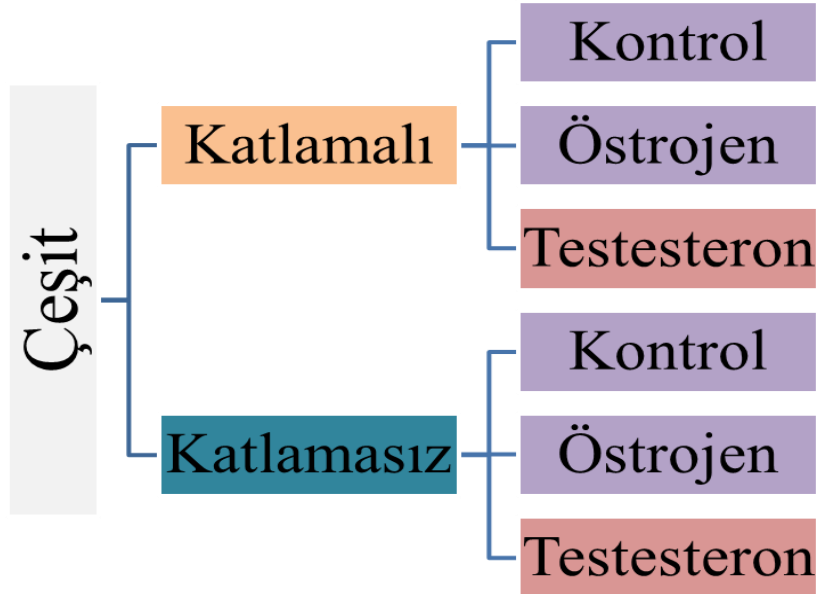 Çeşit
Katlamalı
Kontrol
Östrojen
Testesteron
Katlamasız
Kontrol
Östrojen
Testesteron